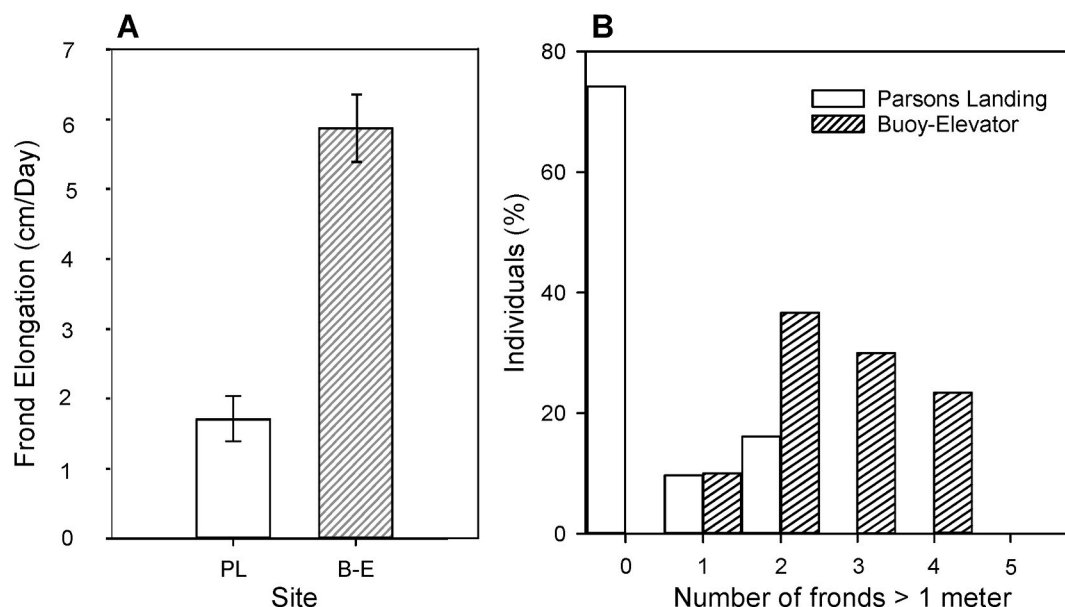 A
Frond Elongation (cm/Day)
7
6
5
4
3
2
1
0
PL B-E
Site
B
Individuals (%)
80
60
40
20
0
Parsons Landing
Buoy-Elevator
0 1 2 3 4 5
Number of fronds > 1 meter